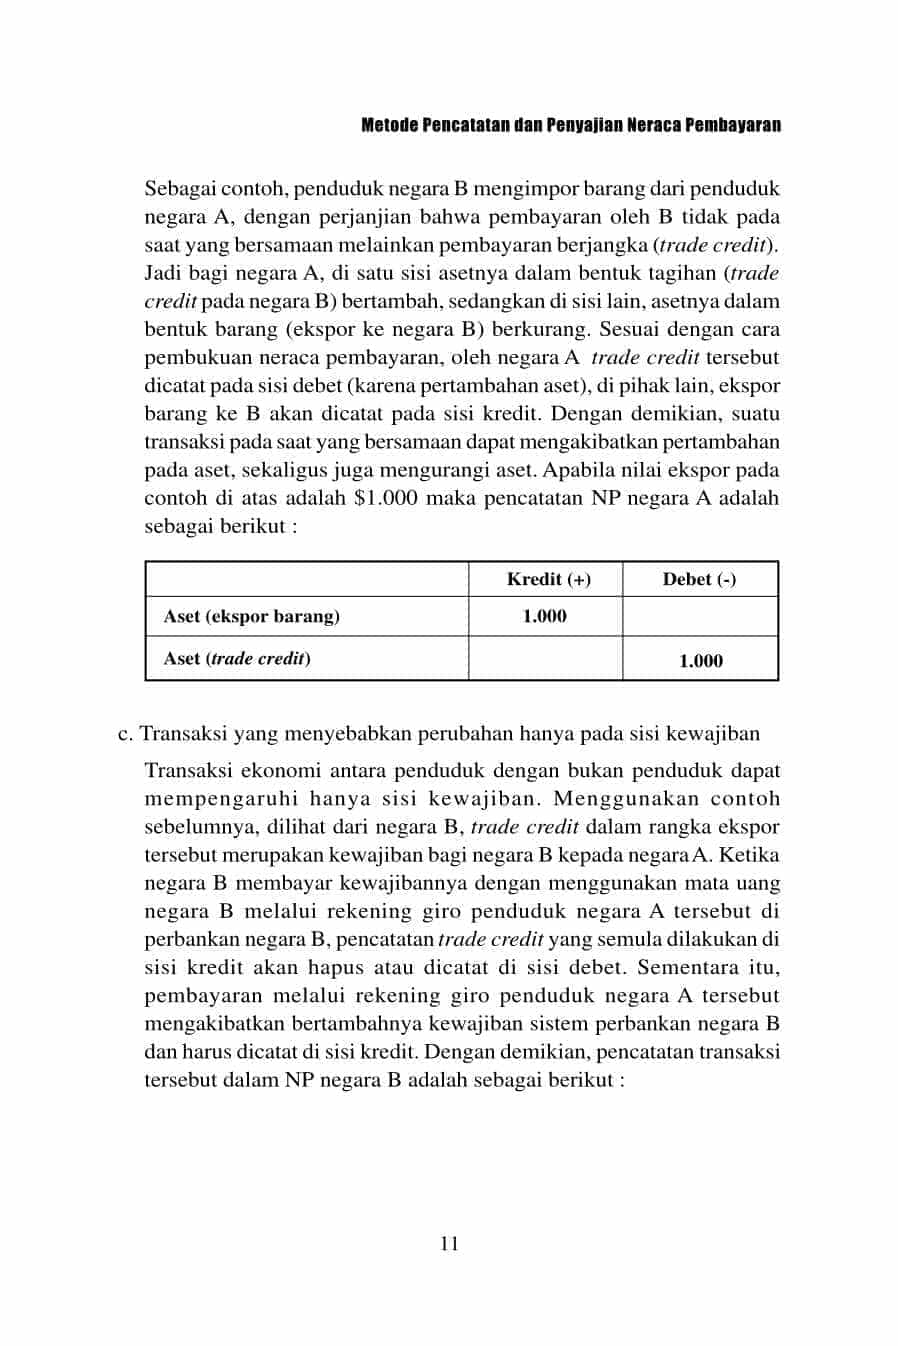 Metode Pencatatan dan Penyajian Neraca Pembayaran
Sebagai contoh, penduduk negara B mengimpor barang dari penduduk
negara A, dengan perjanjian bahwa pembayaran oleh B tidak pada
saat yang bersamaan melainkan pembayaran berjangka (trade credit).
Jadi bagi negara A, di satu sisi asetnya dalam bentuk tagihan (trade
credit pada negara B) bertambah, sedangkan di sisi lain, asetnya dalam
bentuk barang (ekspor ke negara B) berkurang. Sesuai dengan cara
pembukuan neraca pembayaran, oleh negara A trade credit tersebut
dicatat pada sisi debet (karena pertambahan aset), di pihak lain, ekspor
barang ke B akan dicatat pada sisi kredit. Dengan demikian, suatu
transaksi pada saat yang bersamaan dapat mengakibatkan pertambahan
pada aset, sekaligus juga mengurangi aset. Apabila nilai ekspor pada
contoh di atas adalah $1.000 maka pencatatan NP negara A adalah
sebagai berikut :
Kredit (+) Debet (-)
Aset (ekspor barang) 1.000
Aset (trade credit) 1.000
c. Transaksi yang menyebabkan perubahan hanya pada sisi kewajiban
Transaksi ekonomi antara penduduk dengan bukan penduduk dapat
mempengaruhi hanya sisi kewajiban. Menggunakan contoh
sebelumnya, dilihat dari negara B, trade credit dalam rangka ekspor
tersebut merupakan kewajiban bagi negara B kepada negara A. Ketika
negara B membayar kewajibannya dengan menggunakan mata uang
negara B melalui rekening giro penduduk negara A tersebut di
perbankan negara B, pencatatan trade credit yang semula dilakukan di
sisi kredit akan hapus atau dicatat di sisi debet. Sementara itu,
pembayaran melalui rekening giro penduduk negara A tersebut
mengakibatkan bertambahnya kewajiban sistem perbankan negara B
dan harus dicatat di sisi kredit. Dengan demikian, pencatatan transaksi
tersebut dalam NP negara B adalah sebagai berikut :
11